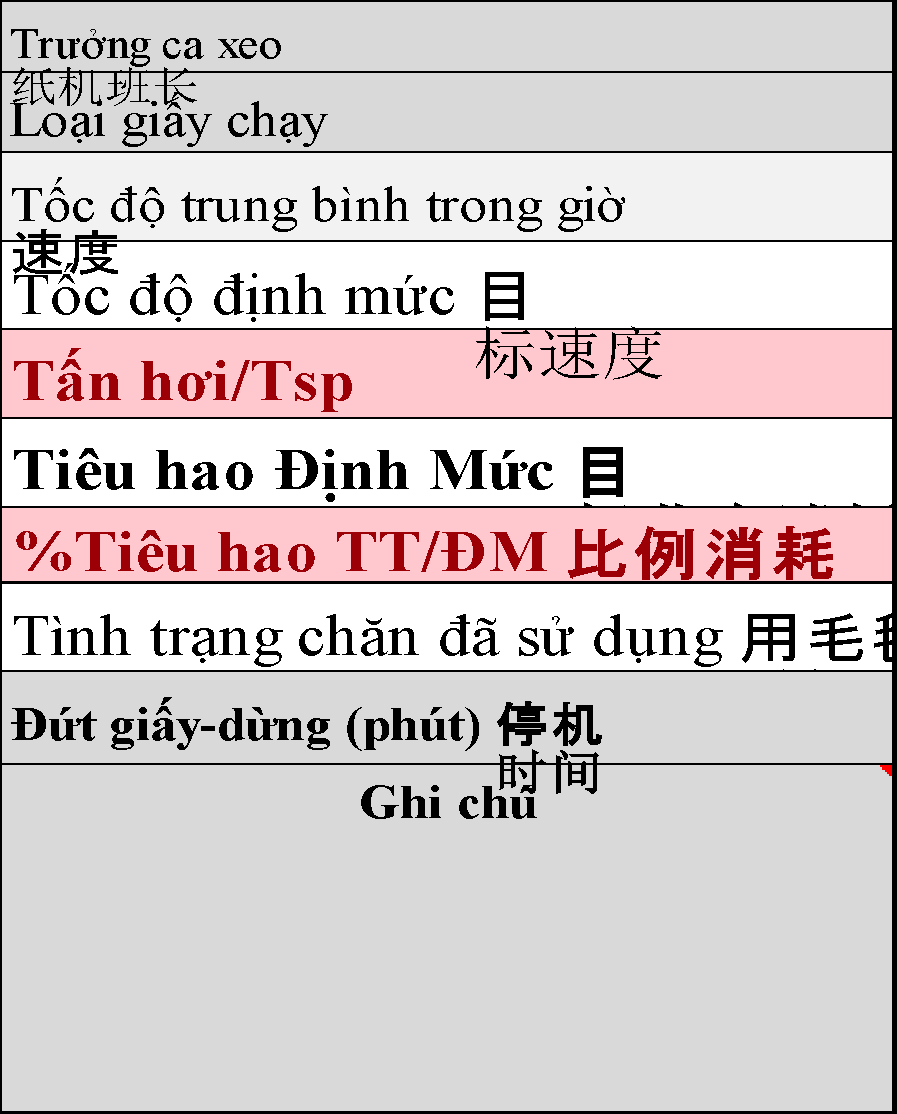 Trưởng ca xeo
纸机班长
Loại giấy chạy
Tốc độ trung bình trong giờ
速度
Tốc độ định mức 目
标速度
Tấn hơi/Tsp
Tiêu hao Định Mức 目
%Tiêu hao TT/ĐM 比例消耗
Tình trạng chăn đã sử dụng 用毛
Đứt giấy-dừng (phút) 停机
时间
Ghi chú